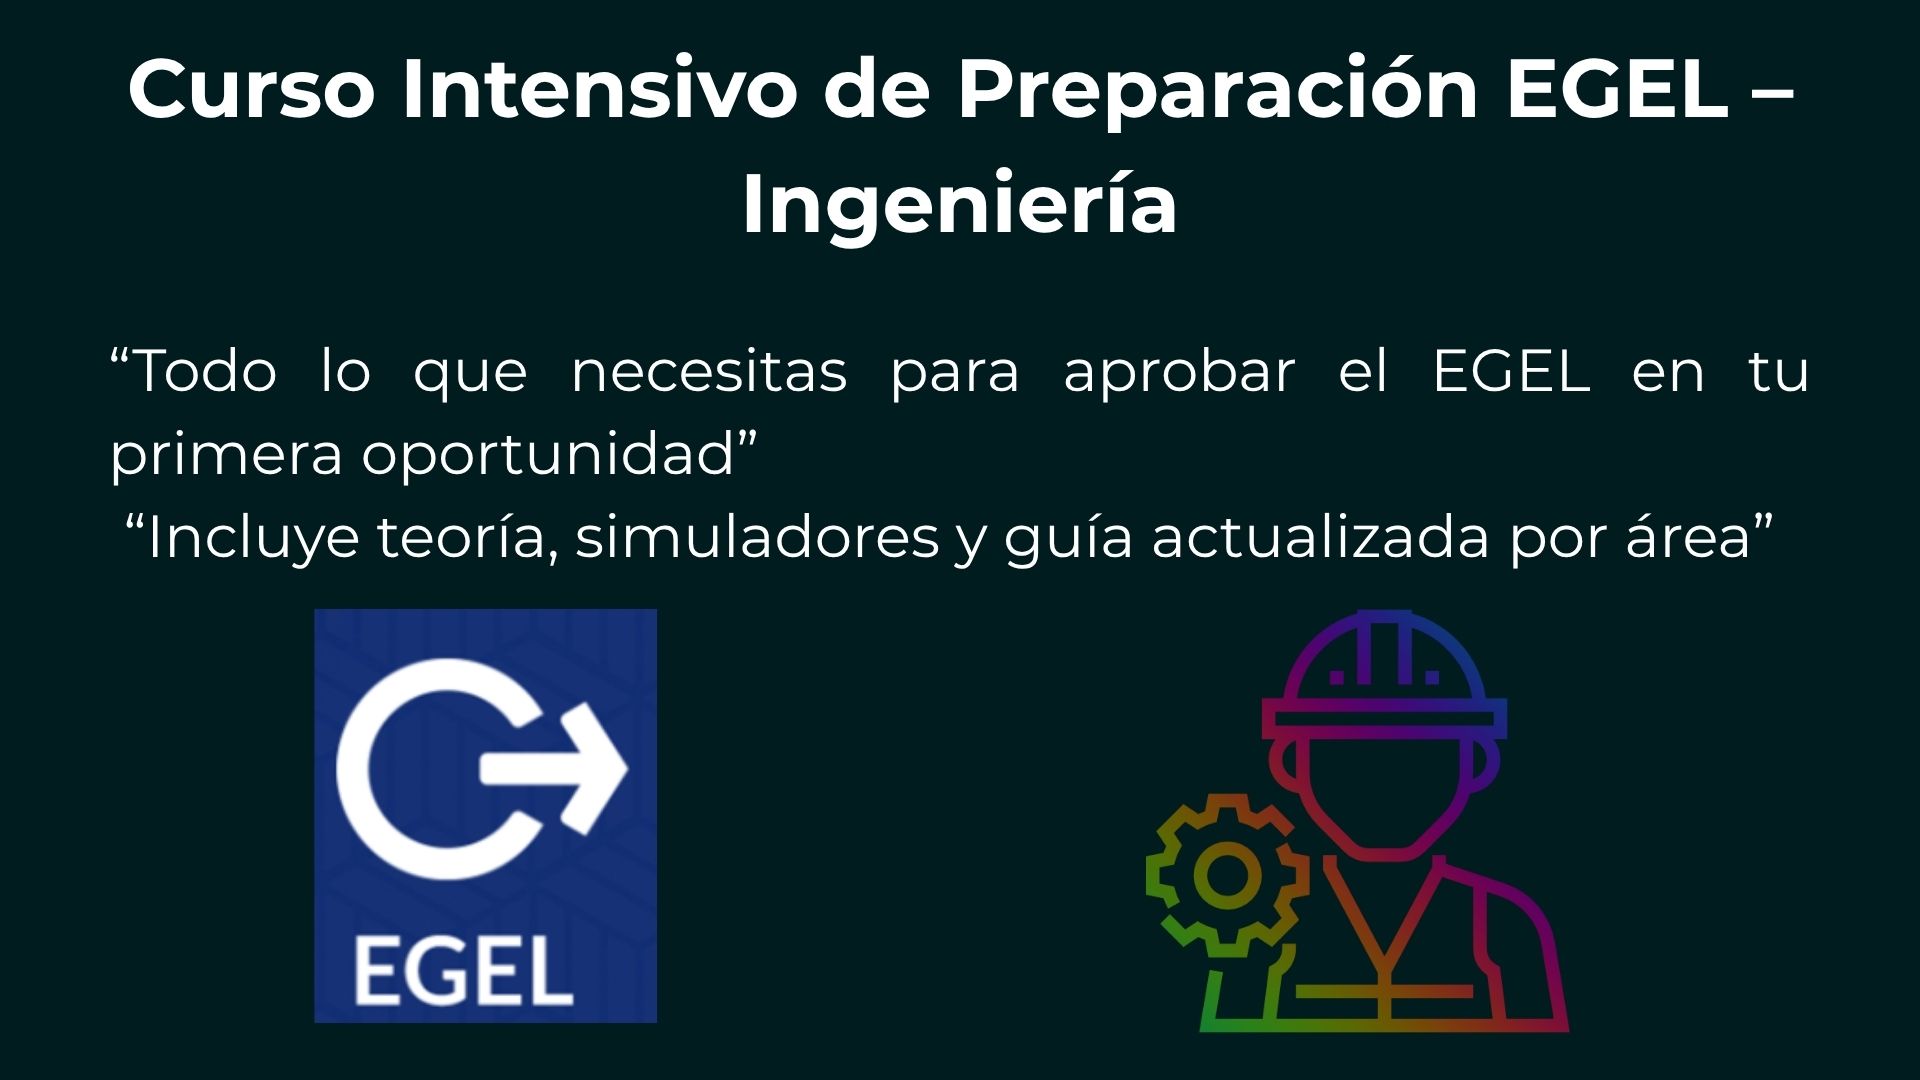 Curso Intensivo de Preparación EGEL –
Ingeniería
“Todo lo que necesitas para aprobar el EGEL en tu
primera oportunidad”
“Incluye teoría, simuladores y guía actualizada por área”
EGEL